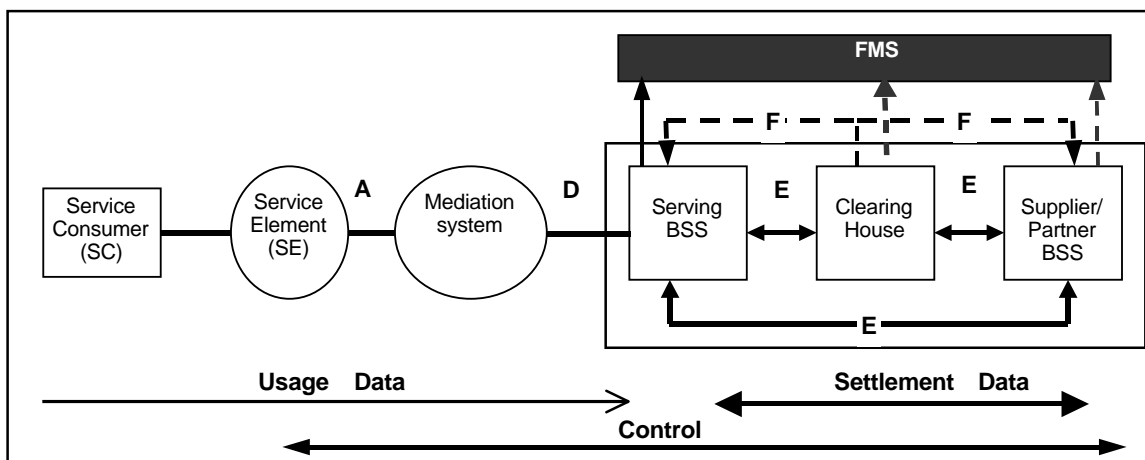 FMS
F
F
Service
Consumer
(SC)
Service
Element
(SE)
A
Mediation
system
D
Serving
BSS
E
Clearing
House
E
Supplier/
Partner
BSS
E
Usage Data
Settlement Data
Control